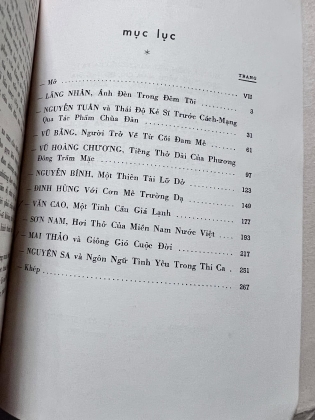 mục lục
*
TRANG
— Mở VII
— LÃNG NHÂN, Ánh Đèn Trong Đêm Tối 3
— NGUYỄN TUÂN và Thái Độ Kẻ Sĩ Trước Cách-Mạng
Qua Tác Phẩm Chùa Đàn 31
— VŨ BẰNG, Người Trở Về Từ Cõi Đam Mê 61
— VŨ HOÀNG CHƯƠNG, Tiếng Thở Dài Của Phương
Đông Trầm Mặc 93
— NGUYỄN BÍNH, Một Thiên Tài Lỡ Dở 123
— ĐINH HÙNG Với Cơn Mê Trường Dạ 149
— VĂN CAO, Một Tinh Cầu Giá Lạnh 177
— SƠN NAM, Hơi Thở Của Miền Nam Nước Việt 193
— MAI THẢO và Giông Gió Cuộc Đời 217
— NGUYÊN SA và Ngôn Ngữ Tình Yêu Trong Thi Ca 251
— Khép 267